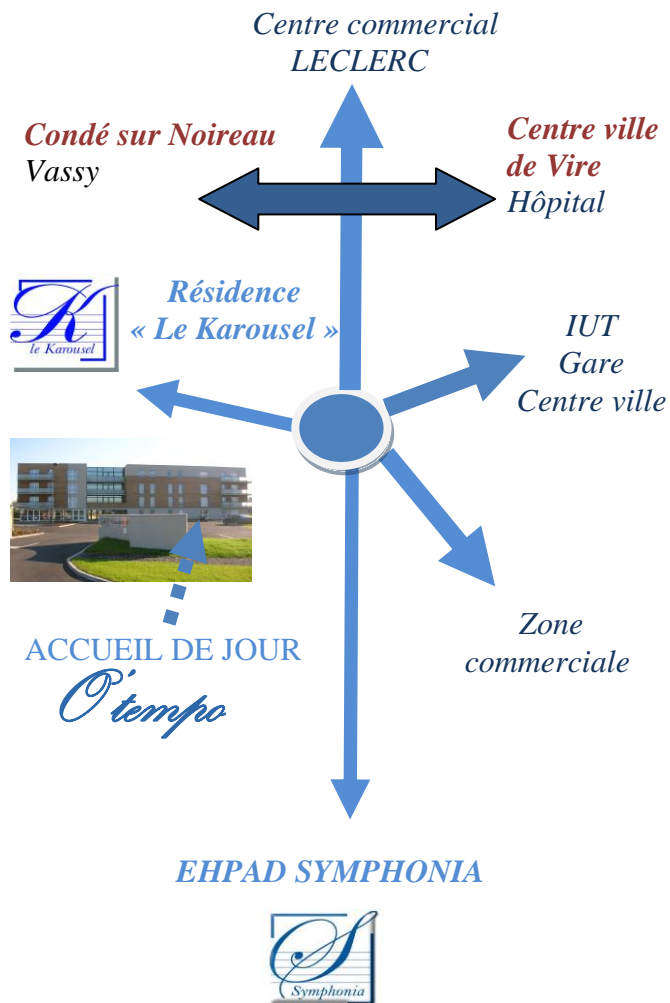 Centre commercial
LECLERC
Condé sur Noireau
Vassy
Centre ville
de Vire
Hôpital
K
le Karousel
Résidence
« Le Karousel »
IUT
Gare
Centre ville
Zone
commerciale
ACCUEIL DE JOUR
O'tempo
EHPAD SYMPHONIA
S
Symphonia